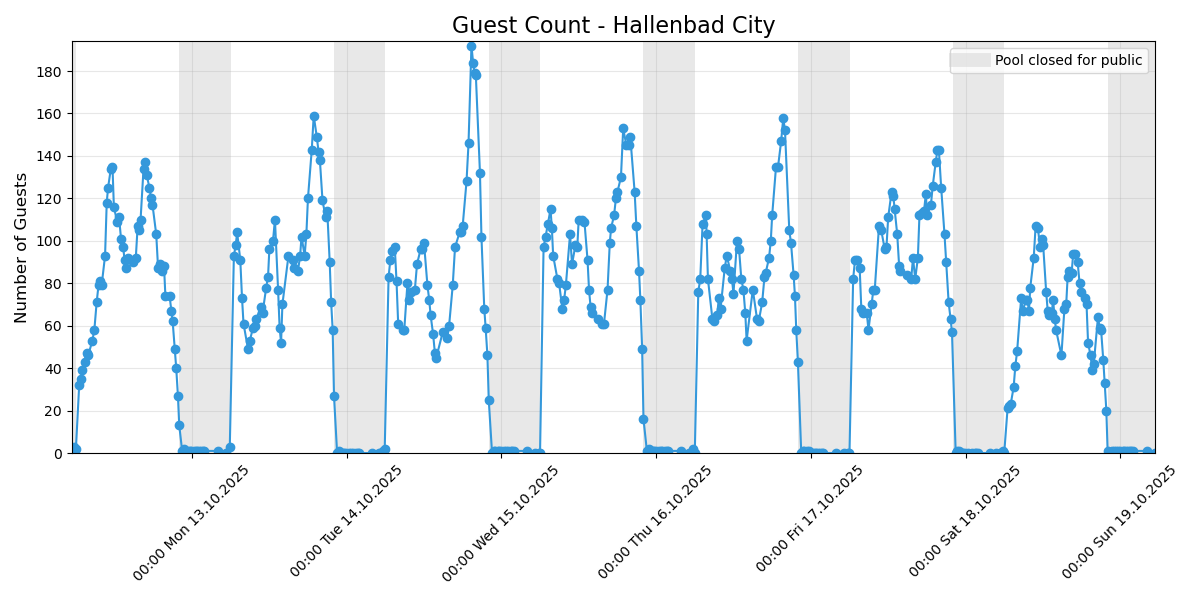 Guest Count - Hallenbad City
Pool closed for public
Number of Guests
180
160
140
120
100
80
60
40
20
0
00:00 Mon 13.10.2025
00:00 Tue 14.10.2025
00:00 Wed 15.10.2025
00:00 Thu 16.10.2025
00:00 Fri 17.10.2025
00:00 Sat 18.10.2025
00:00 Sun 19.10.2025